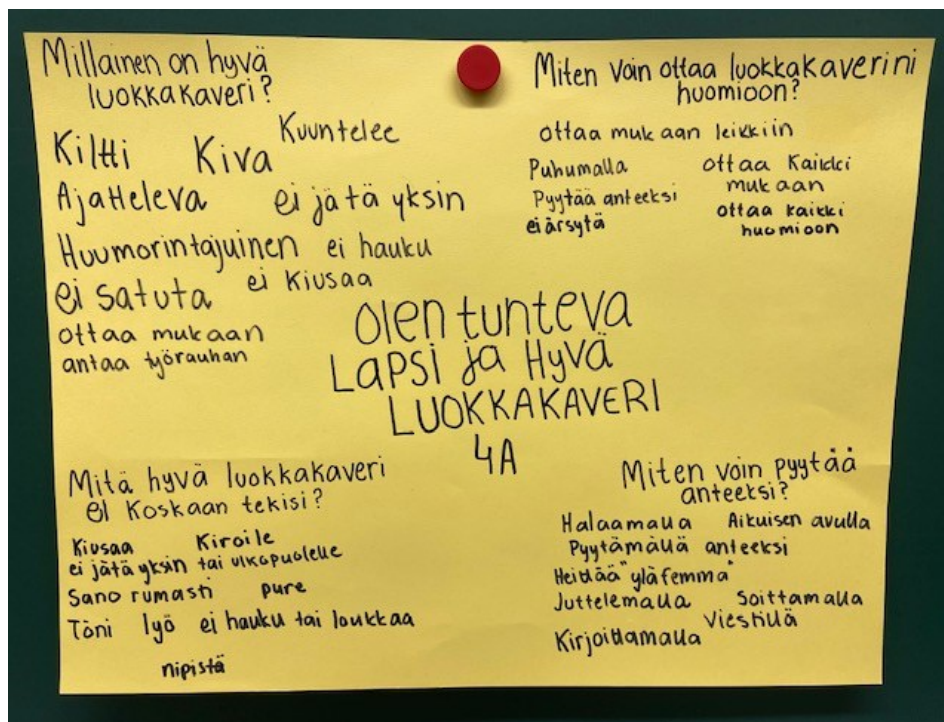 Millainen on hyvä
luokkakaveri?
Kiltti Kiva Kuuntelee
Ajatteleva ei jätä yksin
Huumorintajuinen ei hauku
ei satuta ei kiusaa
ottaa mukaan
antaa työrauhan
Miten voin ottaa luokkakaverini
huomioon?
ottaa mukaan leikkiin
Puhumalla
Pyytää anteeksi
ei ärsytä
ottaa kaikki
mukaan
ottaa kaikki
huomioon
olen tunteva
LAPSI ja HYVÄ
LUOKKAKAVERI
4A
Mitä hyvä luokkakaveri
ei koskaan tekisi?
Kiusaa Kiroile
ei jätä yksin tai ulkopuolelle
Sano rumasti pure
Töni lyö ei hauku tai loukkaa
nipistä
Miten voin pyytää
anteeksi?
Halaamalla Aikuisen avulla
Pyytämällä anteeksi
Heittää "yläfemma"
Juttelemalla Soittamalla
Kirjoittamalla Viestillä